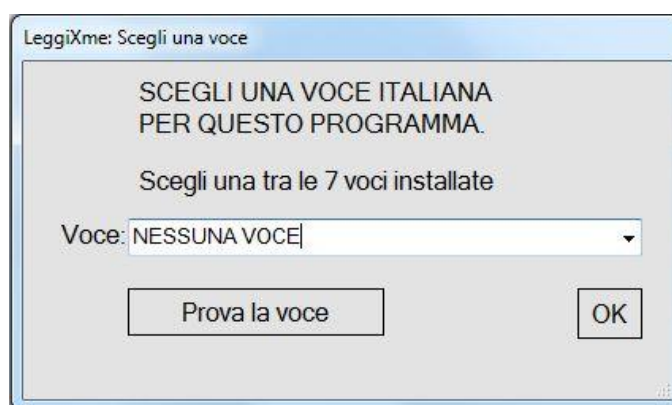 LeggiXme: Scegli una voce
SCEGLI UNA VOCE ITALIANA
PER QUESTO PROGRAMMA.
Scegli una tra le 7 voci installate
Voce: NESSUNA VOCE
Prova la voce OK